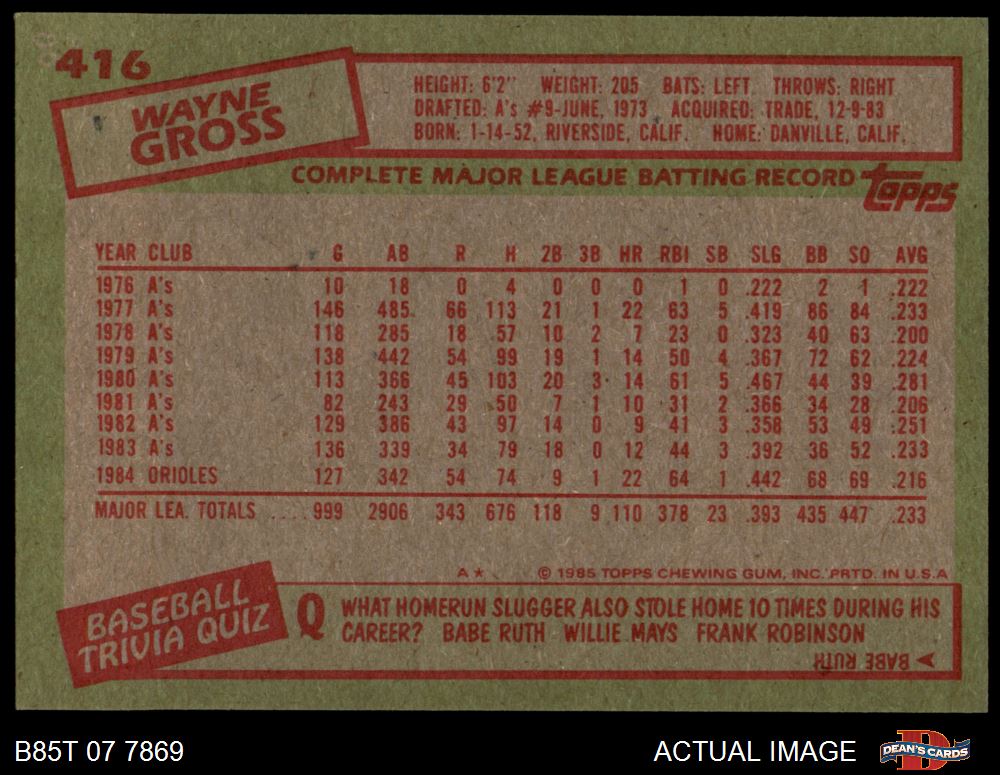 416
WAYNE
GROSS
HEIGHT: 6'2" WEIGHT: 205 BATS: LEFT. THROWS: RIGHT
DRAFTED: A's #9-JUNE, 1973 ACQUIRED: TRADE, 12-9-83
BORN: 1-14-52, RIVERSIDE, CALIF. HOME: DANVILLE, CALIF.
COMPLETE MAJOR LEAGUE BATTING RECORD topps
YEAR CLUB G AB R H 2B 3B HR RBI SB SLG BB SO AVG
1976 A's 10 18 0 4 0 0 0 1 0 .222 2 1 .222
1977 A's 146 485 66 113 21 1 22 63 5 .419 86 84 .233
1978 A's 118 285 18 57 10 2 7 23 0 .323 40 63 .200
1979 A's 138 442 54 99 19 1 14 50 4 .367 72 62 .224
1980 A's 113 366 45 103 20 3 14 61 5 .467 44 39 .281
1981 A's 82 243 29 50 7 1 10 31 2 .366 34 28 .206
1982 A's 129 386 43 97 14 0 9 41 3 .358 53 49 .251
1983 A's 136 339 34 79 18 0 12 44 3 .392 36 52 .233
1984 ORIOLES 127 342 54 74 9 1 22 64 1 .442 68 69 .216
MAJOR LEA. TOTALS .... 999 2906 343 676 118 9 110 378 23 .393 435 447 .233
A★ © 1985 TOPPS CHEWING GUM, INC. PRTD. IN U.S.A
BASEBALL
TRIVIA QUIZ
Q WHAT HOMERUN SLUGGER ALSO STOLE HOME 10 TIMES DURING HIS
CAREER? BABE RUTH WILLIE MAYS FRANK ROBINSON
BABE RUTH
B85T 07 7869
ACTUAL IMAGE
D
DEAN'S CARDS